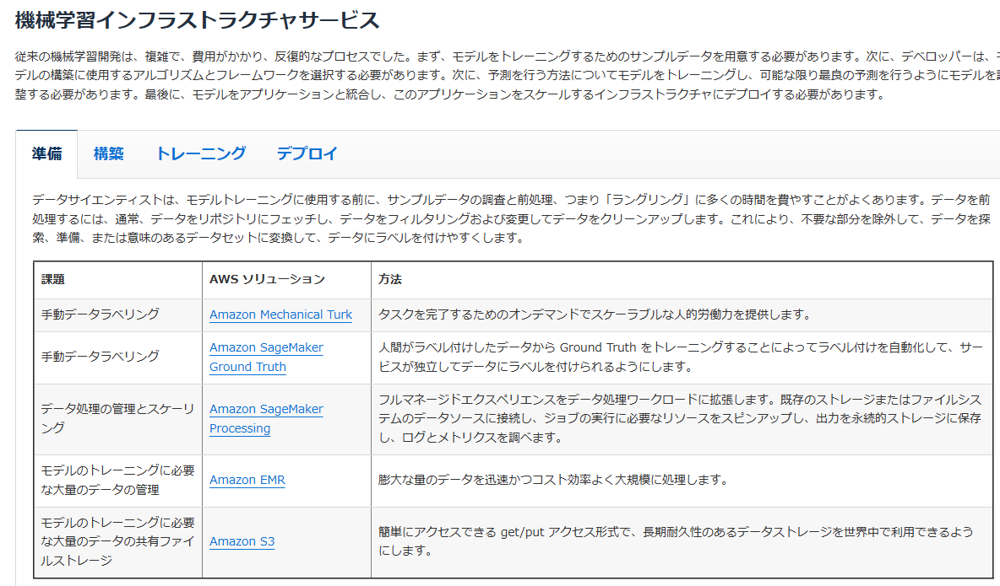 機械学習インフラストラクチャサービス
従来の機械学習開発は、複雑で、費用がかかり、反復的なプロセスでした。まず、モデルをトレーニングするためのサンプルデータを用意する必要があります。次に、デベロッパーは、モ
デルの構築に使用するアルゴリズムとフレームワークを選択する必要があります。次に、予測を行う方法についてモデルをトレーニングし、可能な限り最良の予測を行うようにモデルを調
整する必要があります。最後に、モデルをアプリケーションと統合し、このアプリケーションをスケールするインフラストラクチャにデプロイする必要があります。
準備 構築 トレーニング デプロイ
データサイエンティストは、モデルトレーニングに使用する前に、サンプルデータの調査と前処理、つまり「ラングリング」に多くの時間を費やすことがよくあります。データを前
処理するには、通常、データをリポジトリにフェッチし、データをフィルタリングおよび変更してデータをクリーンアップします。これにより、不要な部分を除外して、データを探
索、準備、または意味のあるデータセットに変換して、データにラベルを付けやすくします。
課題 AWS ソリューション 方法
手動データラベリング Amazon Mechanical Turk タスクを完了するためのオンデマンドでスケーラブルな人的労働力を提供します。
手動データラベリング
Amazon SageMaker
Ground Truth
人間がラベル付けしたデータから Ground Truth をトレーニングすることによってラベル付けを自動化して、サー
ビスが独立してデータにラベルを付けられるようにします。
データ処理の管理とスケーリ
ング
Amazon SageMaker
Processing
フルマネージドエクスペリエンスをデータ処理ワークロードに拡張します。既存のストレージまたはファイルシス
テムのデータソースに接続し、ジョブの実行に必要なリソースをスピンアップし、出力を永続的ストレージに保存
し、ログとメトリクスを調べます。
モデルのトレーニングに必要
な大量のデータの管理
Amazon EMR
膨大な量のデータを迅速かつコスト効率よく大規模に処理します。
モデルのトレーニングに必要
な大量のデータの共有ファイ
ルストレージ
Amazon S3
簡単にアクセスできる get/put アクセス形式で、長期耐久性のあるデータストレージを世界中で利用できるよう
にします。